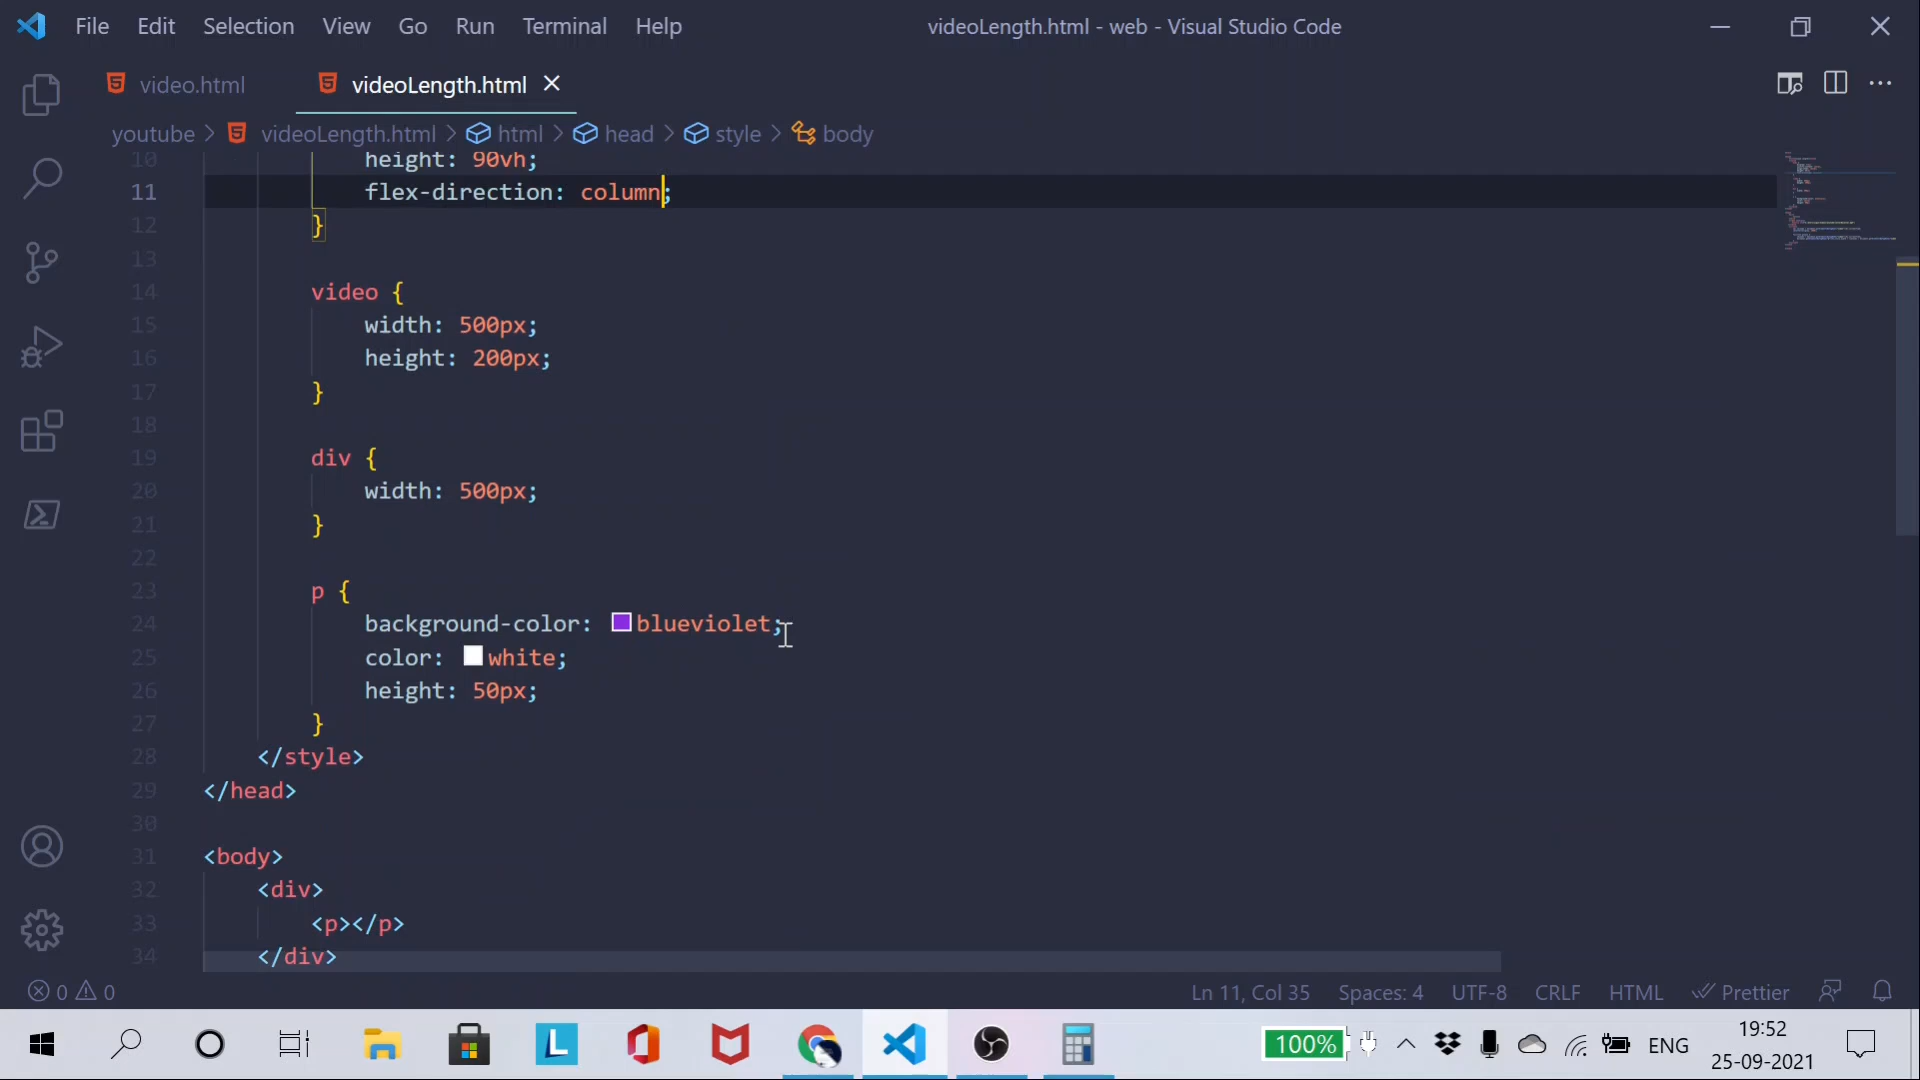 File Edit Selection View Go Run Terminal Help videoLength.html - web - Visual Studio Code
video.html videoLength.html
youtube > videoLength.html > html > head > style > body
10 height: 90vh;
11 flex-direction: column;
12 }
13
14 video {
15 width: 500px;
16 height: 200px;
17 }
18
19 div {
20 width: 500px;
21 }
22
23 p {
24 background-color: blueviolet;
25 color: white;
26 height: 50px;
27 }
28 </style>
29 </head>
30
31 <body>
32 <div>
33 <p></p>
34 </div>
0 0 Ln 11, Col 35 Spaces: 4 UTF-8 CRLF HTML Prettier
100% ENG 19:52
25-09-2021